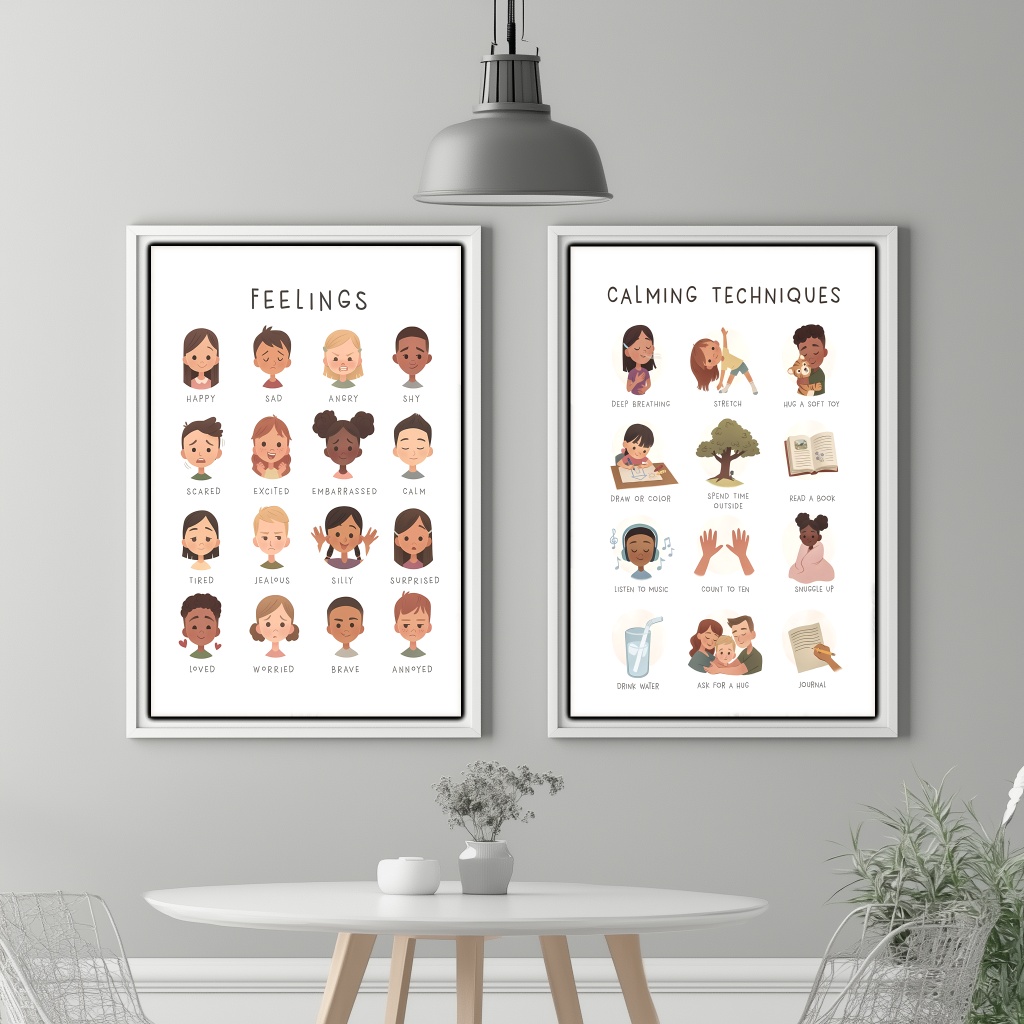 FEELINGS
HAPPY
SAD
ANGRY
SHY
SCARED
EXCITED
EMBARRASSED
CALM
TIRED
JEALOUS
SILLY
SURPRISED
LOVED
WORRIED
BRAVE
ANNOYED
CALMING TECHNIQUES
DEEP BREATHING
STRETCH
HUG A SOFT TOY
DRAW OR COLOR
SPEND TIME
OUTSIDE
READ A BOOK
LISTEN TO MUSIC
COUNT TO TEN
SNUGGLE UP
DRINK WATER
ASK FOR A HUG
JOURNAL